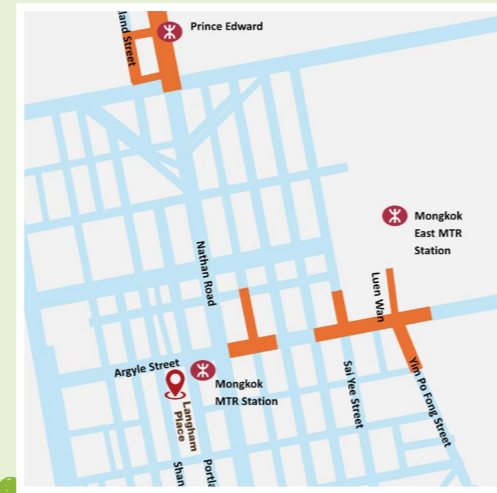 land Street
Prince Edward
Mongkok
East MTR
Station
Nathan Road
Luen Wan
Argyle Street
Mongkok
MTR Station
Langham
Place
Sai Yee Street
Yim Po Fong Street
Shan
Portla